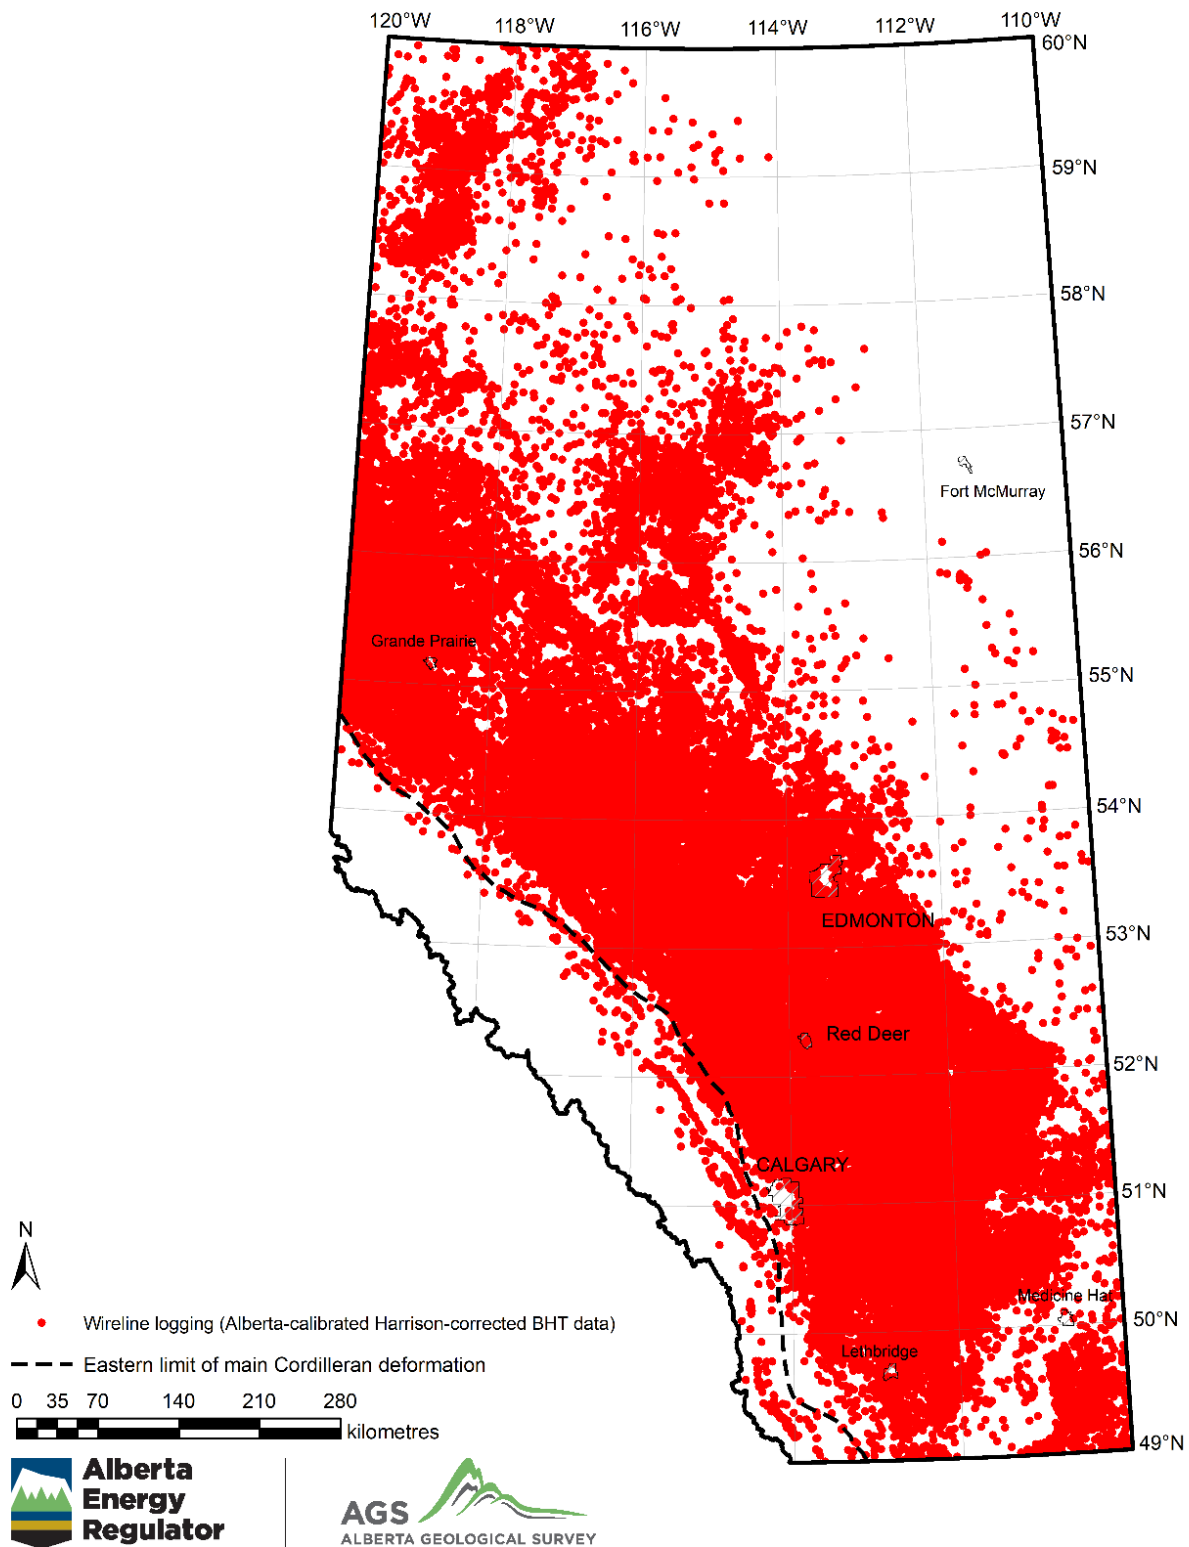 120°W
118°W
116°W
114°W
112°W
110°W
60°N
59°N
58°N
57°N
Fort McMurray
56°N
Grande Prairie
55°N
54°N
EDMONTON
53°N
Red Deer
52°N
CALGARY
51°N
N
Medicine Hat
50°N
Wireline logging (Alberta-calibrated Harrison-corrected BHT data)
Lethbridge
Eastern limit of main Cordilleran deformation
0 35 70 140 210 280
kilometres
49°N
Alberta
Energy
Regulator
AGS
ALBERTA GEOLOGICAL SURVEY